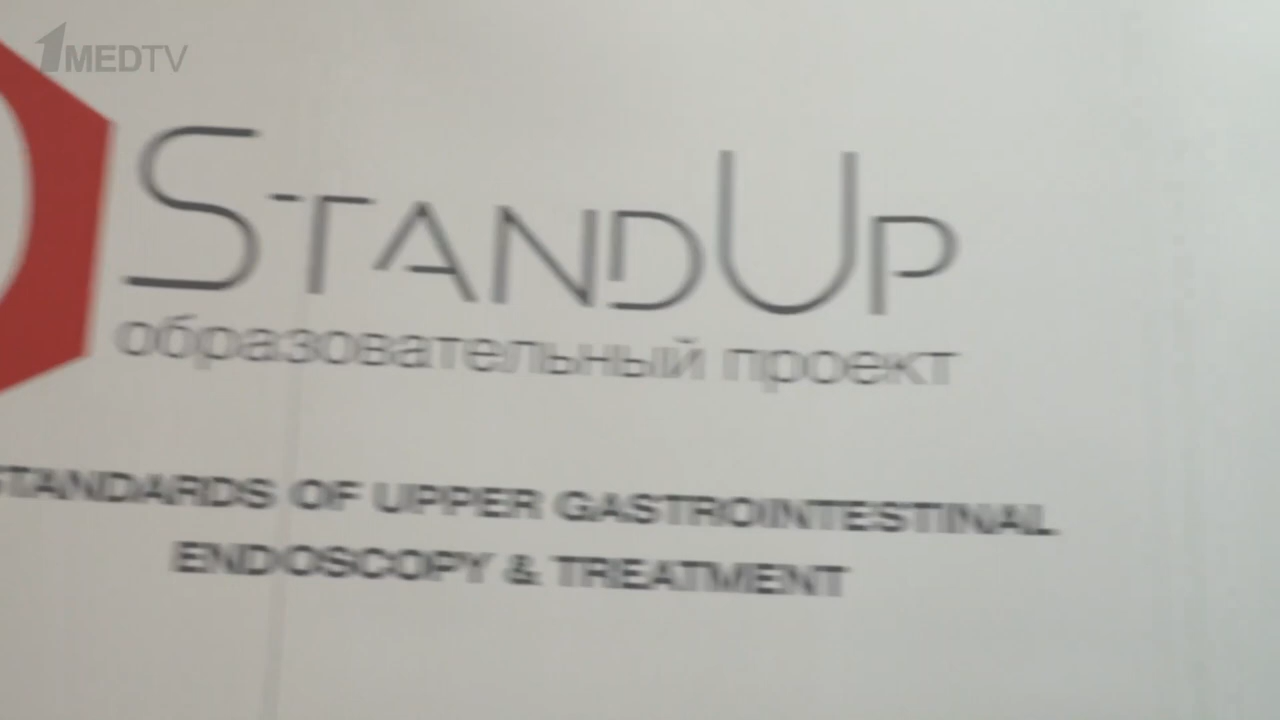 1MEDTV
STANDUP
образовательный проект
STANDARDS OF UPPER GASTROINTESTINAL
ENDOSCOPY & TREATMENT